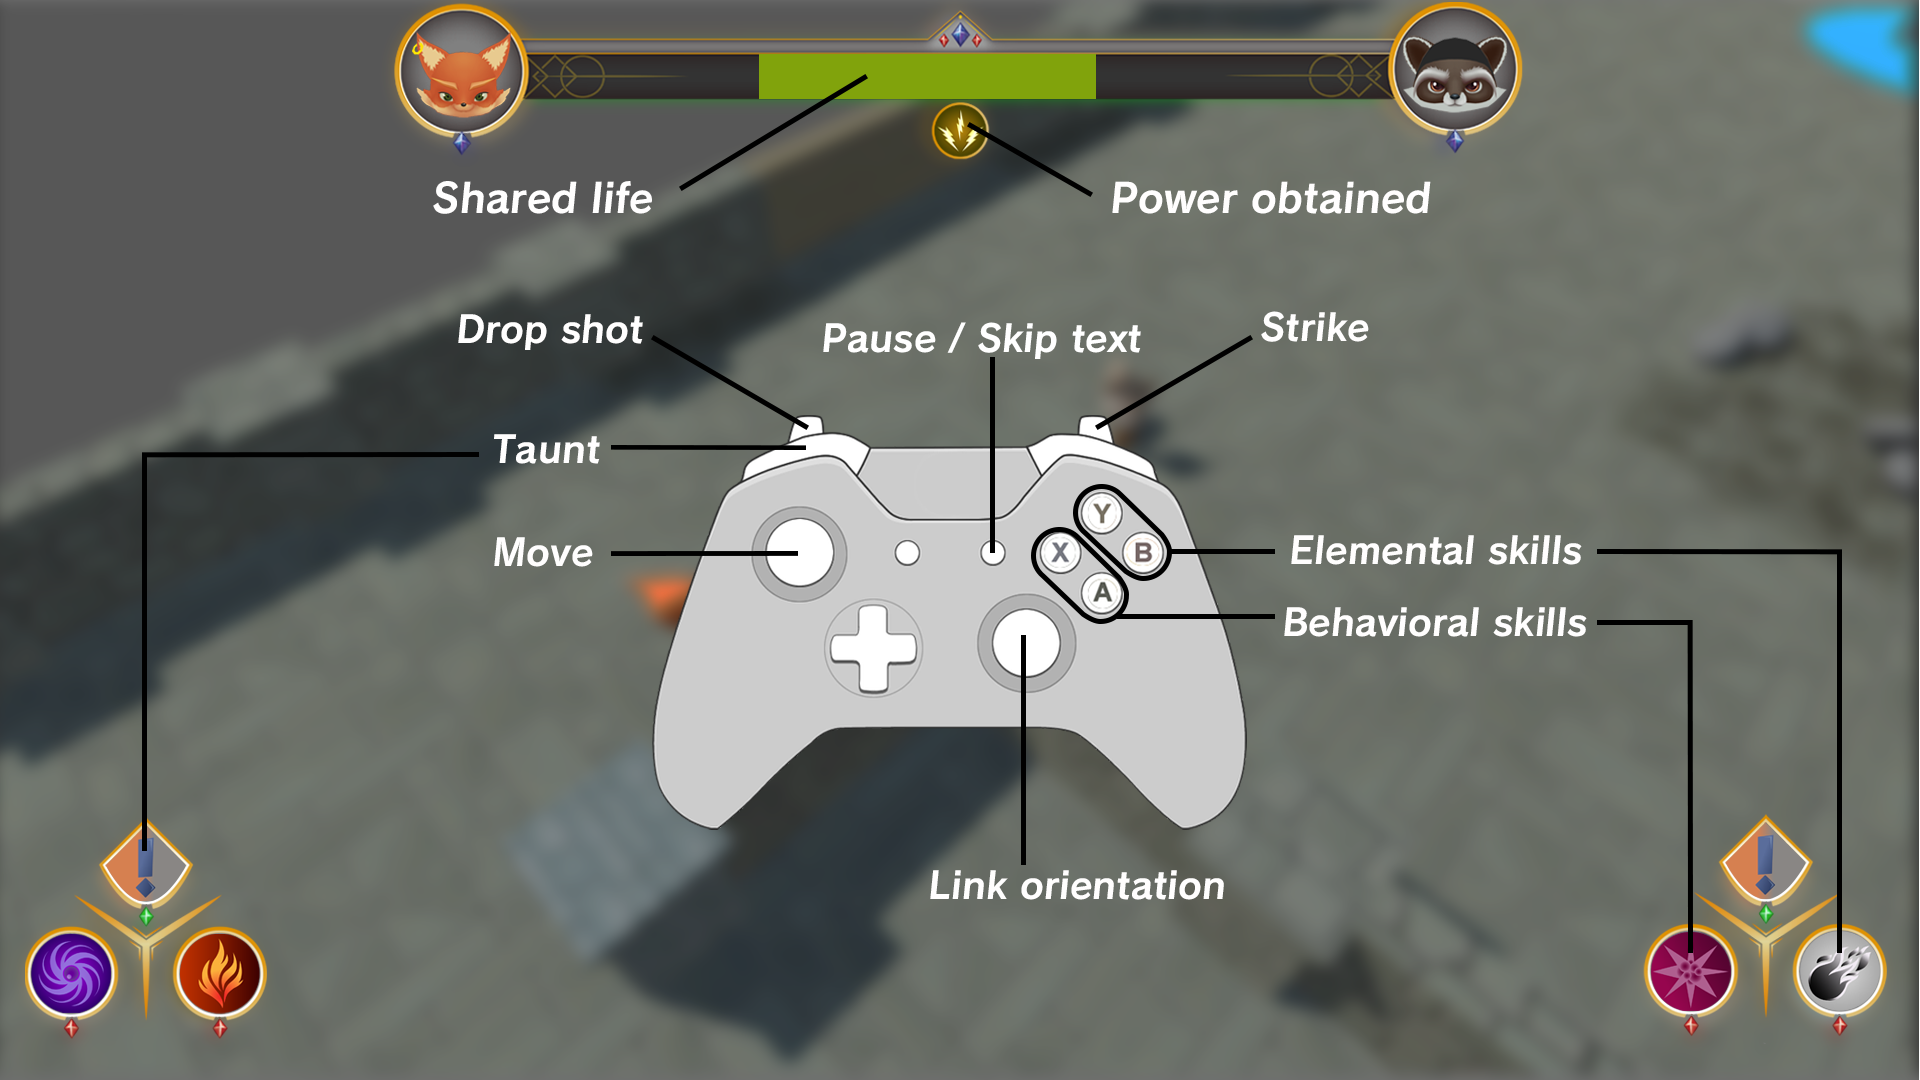 Shared life
Power obtained
Drop shot
Pause / Skip text
Strike
Taunt
Move
Y
X
B
A
Elemental skills
Behavioral skills
Link orientation